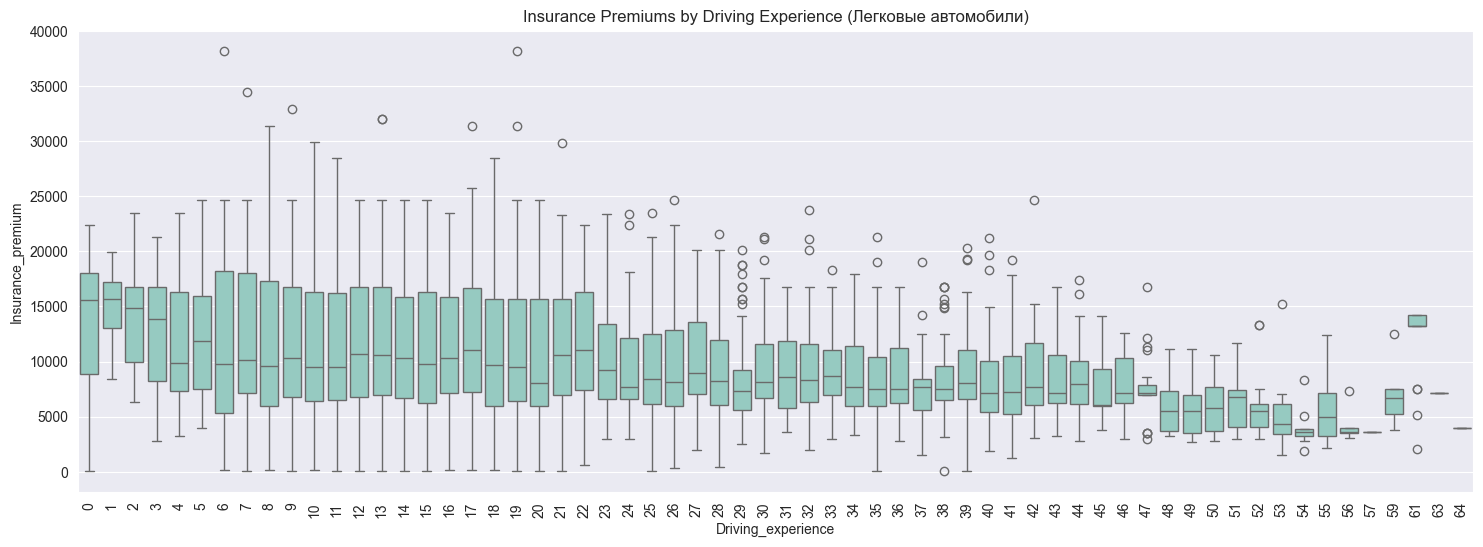 Insurance Premiums by Driving Experience (Легковые автомобили)
40000
35000
30000
25000
20000
15000
10000
5000
0
Insurance_premium
0 1 2 3 4 5 6 7 8 9 10 11 12 13 14 15 16 17 18 19 20 21 22 23 24 25 26 27 28 29 30 31 32 33 34 35 36 37 38 39 40 41 42 43 44 45 46 47 48 49 50 51 52 53 54 55 56 57 59 61 63 64
Driving_experience